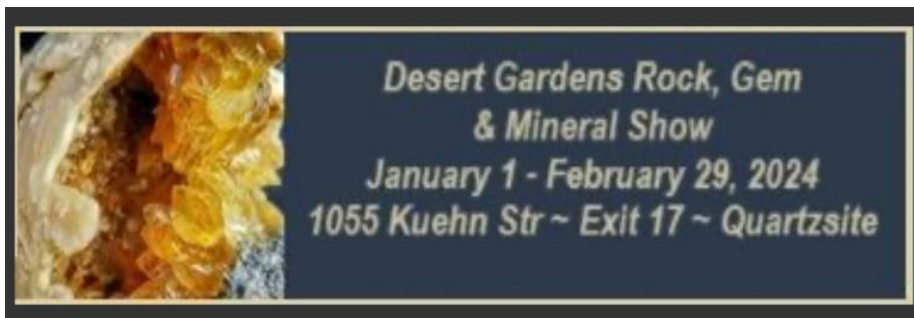 Desert Gardens Rock, Gem
& Mineral Show
January 1 - February 29, 2024
1055 Kuehn Str ~ Exit 17 ~ Quartzsite